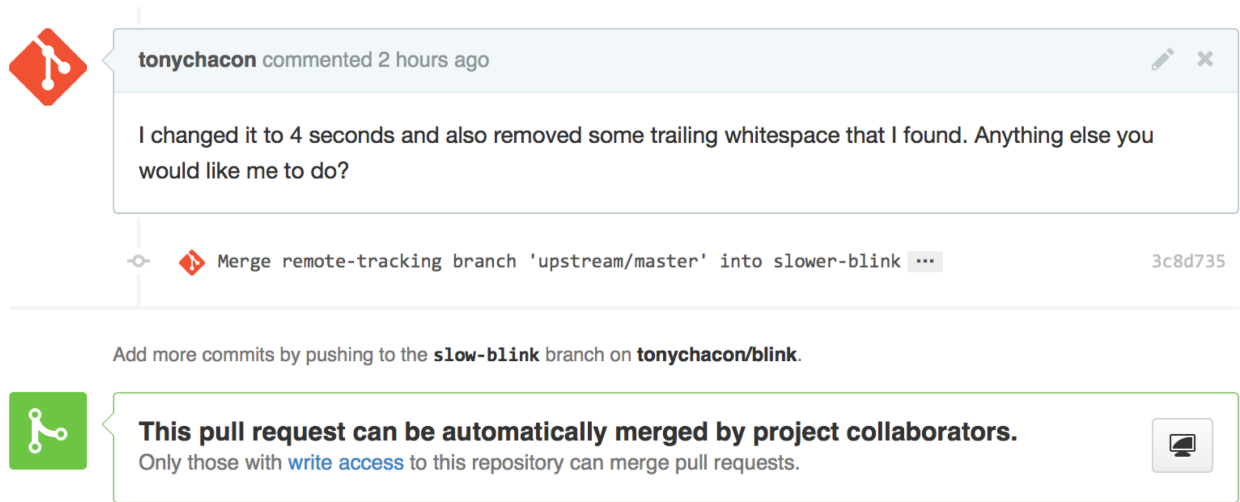 tonychacon commented 2 hours ago
I changed it to 4 seconds and also removed some trailing whitespace that I found. Anything else you
would like me to do?
Merge remote-tracking branch 'upstream/master' into slower-blink ... 3c8d735
Add more commits by pushing to the slow-blink branch on tonychacon/blink.
This pull request can be automatically merged by project collaborators.
Only those with write access to this repository can merge pull requests.